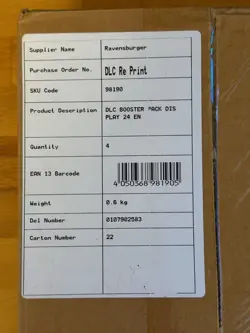 Supplier Name Ravensburger
Purchase Order No. DLC Re Print
SKU Code 98190
Product Description DLC BOOSTER PACK DIS
PLAY 24 EN
Quantity 4
EAN 13 Barcode
4 050368 981905
Weight 0.6 kg
Del Number 0107902583
Carton Number 22